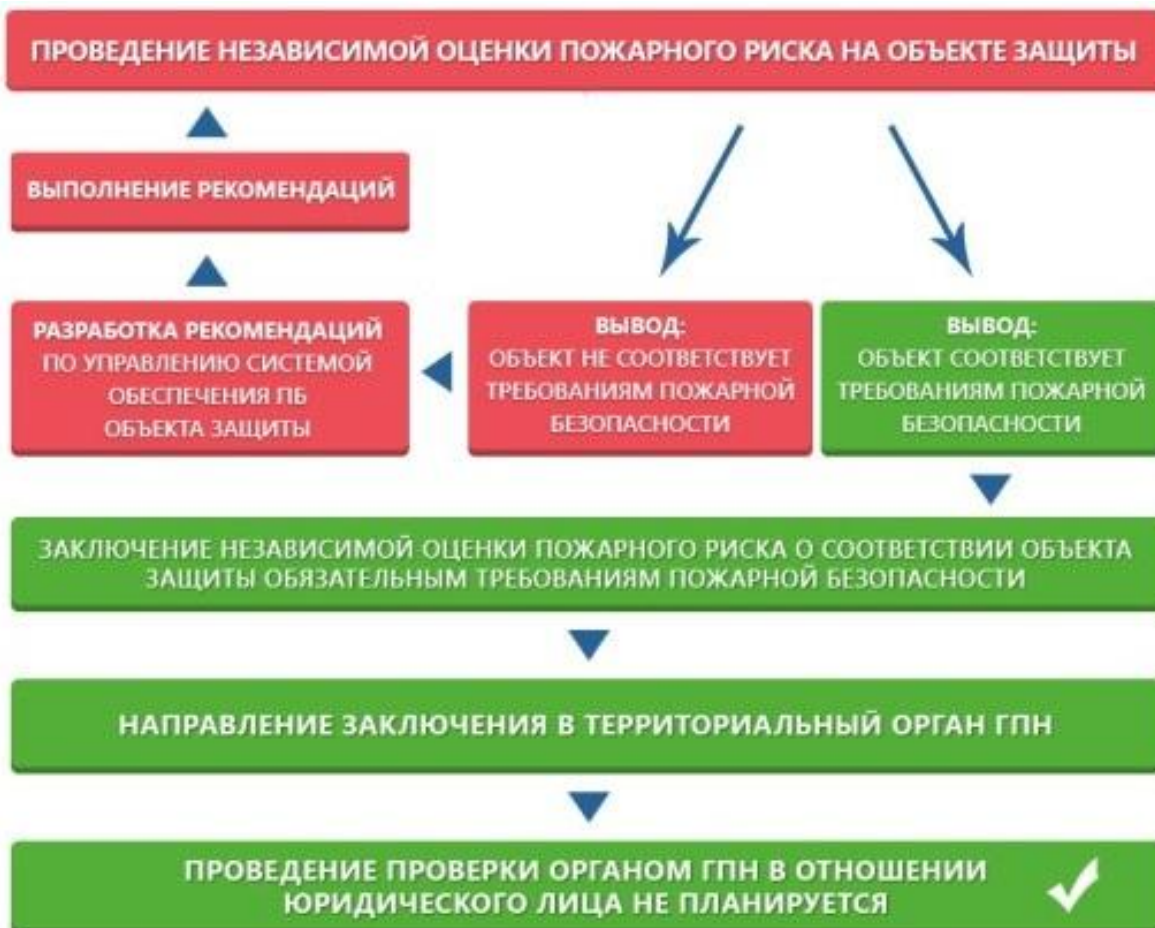 ПРОВЕДЕНИЕ НЕЗАВИСИМОЙ ОЦЕНКИ ПОЖАРНОГО РИСКА НА ОБЪЕКТЕ ЗАЩИТЫ
ВЫПОЛНЕНИЕ РЕКОМЕНДАЦИЙ
РАЗРАБОТКА РЕКОМЕНДАЦИЙ
ПО УПРАВЛЕНИЮ СИСТЕМОЙ
ОБЕСПЕЧЕНИЯ ПБ
ОБЪЕКТА ЗАЩИТЫ
ВЫВОД:
ОБЪЕКТ НЕ СООТВЕТСТВУЕТ
ТРЕБОВАНИЯМ ПОЖАРНОЙ
БЕЗОПАСНОСТИ
ВЫВОД:
ОБЪЕКТ СООТВЕТСТВУЕТ
ТРЕБОВАНИЯМ ПОЖАРНОЙ
БЕЗОПАСНОСТИ
ЗАКЛЮЧЕНИЕ НЕЗАВИСИМОЙ ОЦЕНКИ ПОЖАРНОГО РИСКА О СООТВЕТСТВИИ ОБЪЕКТА
ЗАЩИТЫ ОБЯЗАТЕЛЬНЫМ ТРЕБОВАНИЯМ ПОЖАРНОЙ БЕЗОПАСНОСТИ
НАПРАВЛЕНИЕ ЗАКЛЮЧЕНИЯ В ТЕРРИТОРИАЛЬНЫЙ ОРГАН ГПН
ПРОВЕДЕНИЕ ПРОВЕРКИ ОРГАНОМ ГПН В ОТНОШЕНИИ
ЮРИДИЧЕСКОГО ЛИЦА НЕ ПЛАНИРУЕТСЯ